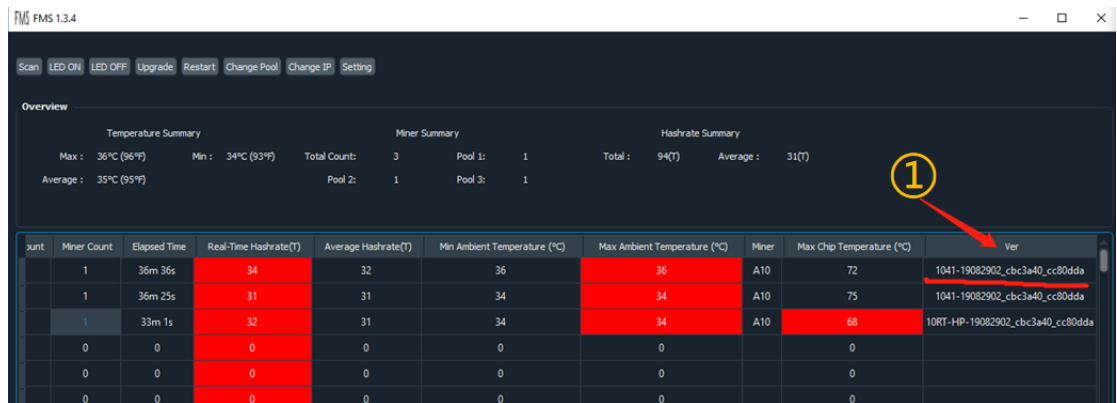 FMS FMS 1.3.4
Scan LED ON LED OFF Upgrade Restart Change Pool Change IP Setting
Overview
Temperature Summary Miner Summary Hashrate Summary
Max : 36°C (96°F) Min : 34°C (93°F) Total Count: 3 Pool 1: 1 Total : 94(T) Average : 31(T)
Average : 35°C (95°F) Pool 2: 1 Pool 3: 1
①
ount Miner Count Elapsed Time Real-Time Hashrate(T) Average Hashrate(T) Min Ambient Temperature (°C) Max Ambient Temperature (°C) Miner Max Chip Temperature (°C) Ver
1 36m 36s 34 32 36 36 A10 72 1041-19082902_cbc3a40_cc80dda
1 36m 25s 31 31 34 34 A10 75 1041-19082902_cbc3a40_cc80dda
1 33m 1s 32 31 34 34 A10 68 10RT-HP-19082902_cbc3a40_cc80dda
0 0 0 0 0 0 0
0 0 0 0 0 0 0
0 0 0 0 0 0 0